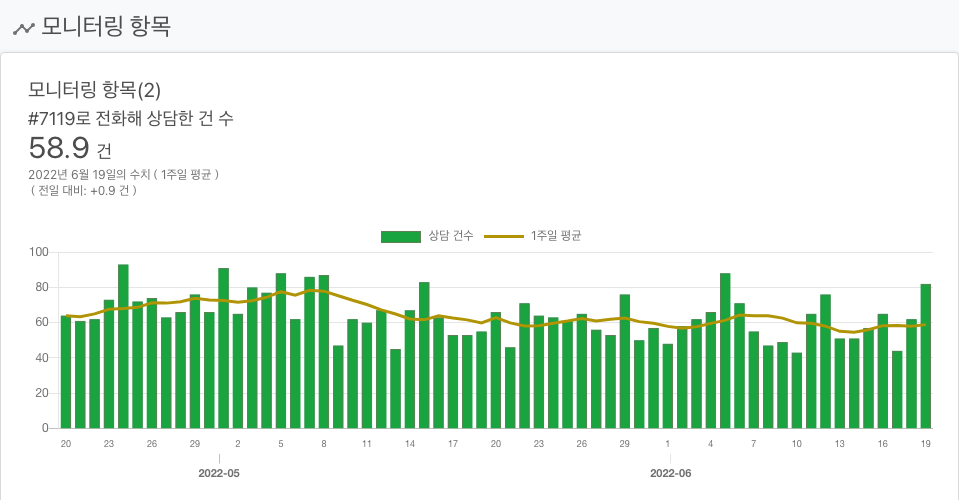 모니터링 항목
모니터링 항목(2)
#7119로 전화해 상담한 건 수
58.9 건
2022년 6월 19일의 수치 ( 1주일 평균 )
( 전일 대비: +0.9 건 )
상담 건수 1주일 평균
100
80
60
40
20
0
20 23 26 29 2 5 8 11 14 17 20 23 26 29 1 4 7 10 13 16 19
2022-05 2022-06